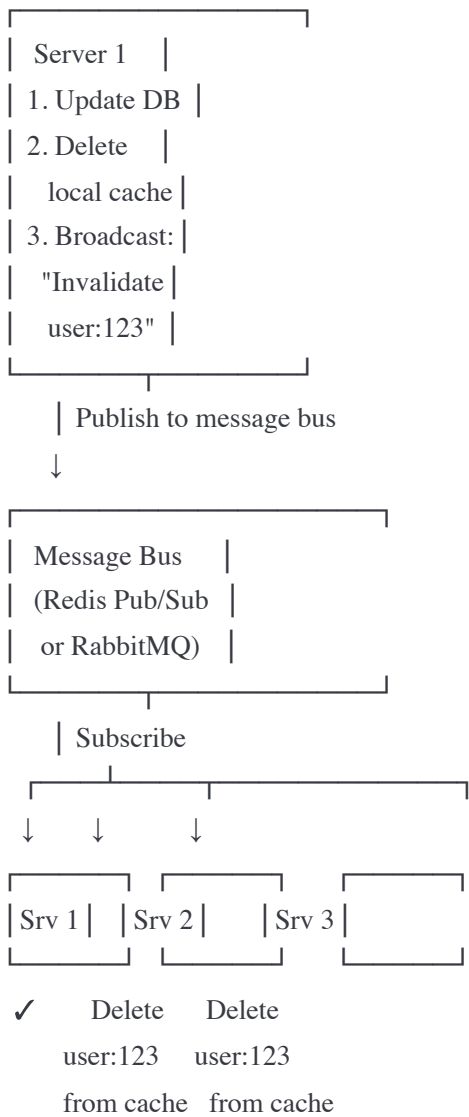 Server 1
1. Update DB
2. Delete
local cache
3. Broadcast:
"Invalidate
user:123"
Publish to message bus
↓
Message Bus
(Redis Pub/Sub
or RabbitMQ)
Subscribe
↓ ↓ ↓
Srv 1 Srv 2 Srv 3
✓ Delete Delete
user:123 user:123
from cache from cache